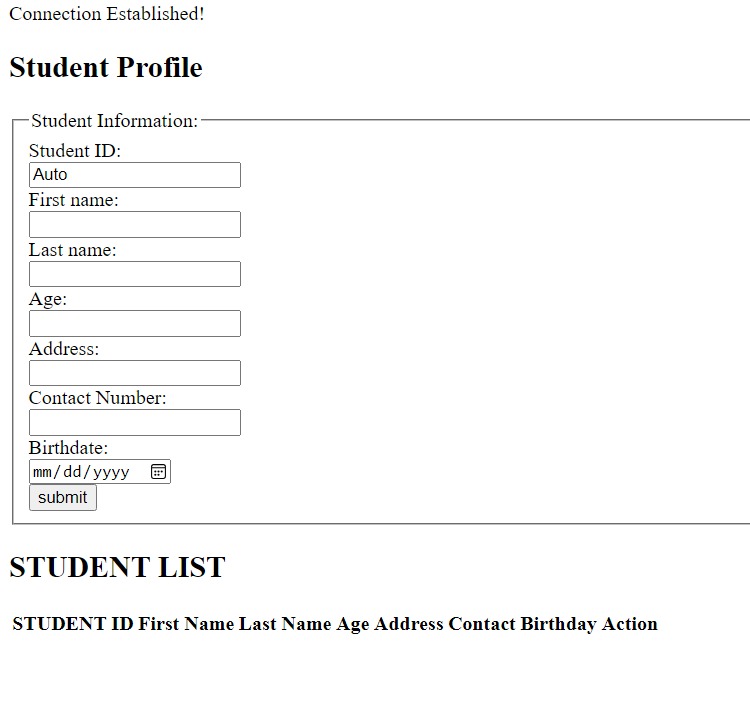 Connection Established!
Student Profile
Student Information:
Student ID:
Auto
First name:
Last name:
Age:
Address:
Contact Number:
Birthdate:
mm/dd/yyyy
submit
STUDENT LIST
STUDENT ID First Name Last Name Age Address Contact Birthday Action